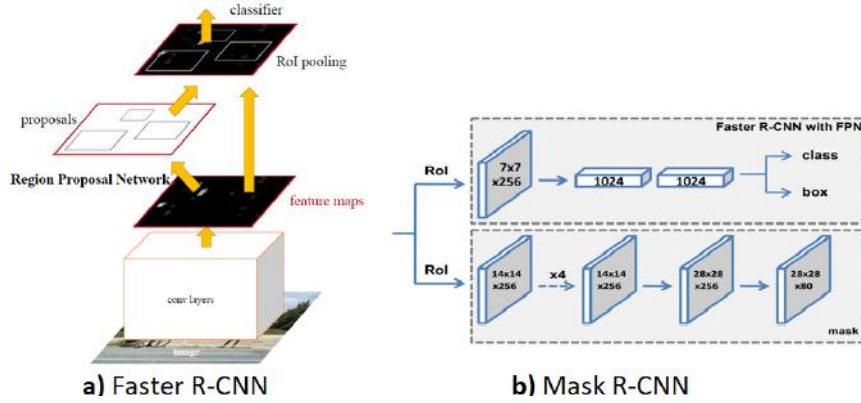 classifier
RoI pooling
proposals
Region Proposal Network
feature maps
conv layers
image
a) Faster R-CNN
Faster R-CNN with FPN
RoI
7x7
x256
1024
1024
class
box
RoI
14x14
x256
x4
14x14
x256
28x28
x256
28x28
x80
mask
b) Mask R-CNN